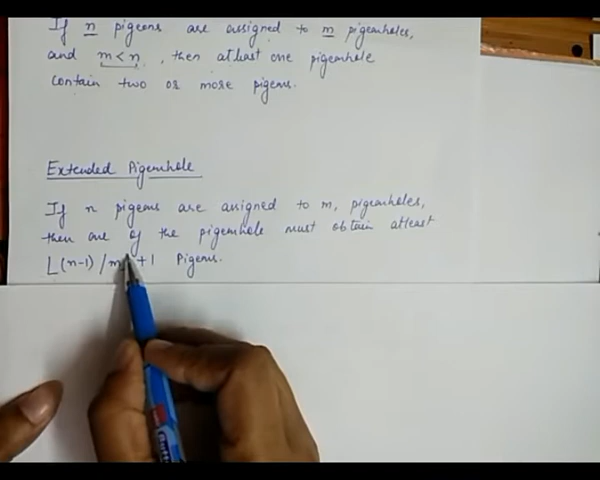 If n pigeons are assigned to m pigeonholes,
and m < n , then atleast one pigeonhole
contain two or more pigeons.
Extended Pigeonhole
If n pigeons are assigned to m, pigeonholes,
then one of the pigeonhole must obtain atleast
⌊(n-1) / m + 1 Pigeons.